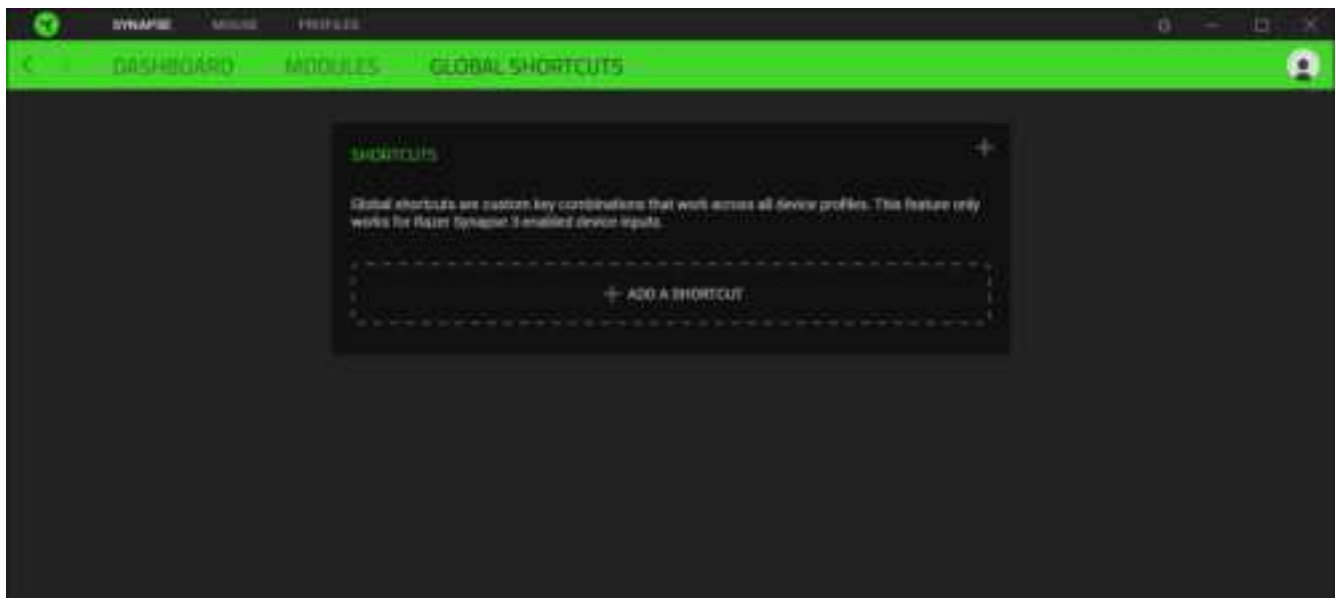 SYNAPSE MOUSE PROFILES
DASHBOARD MODULES GLOBAL SHORTCUTS
SHORTCUTS
Global shortcuts are custom key combinations that work across all device profiles. This feature only
works for Razer Synapse 3 enabled device inputs.
ADD A SHORTCUT